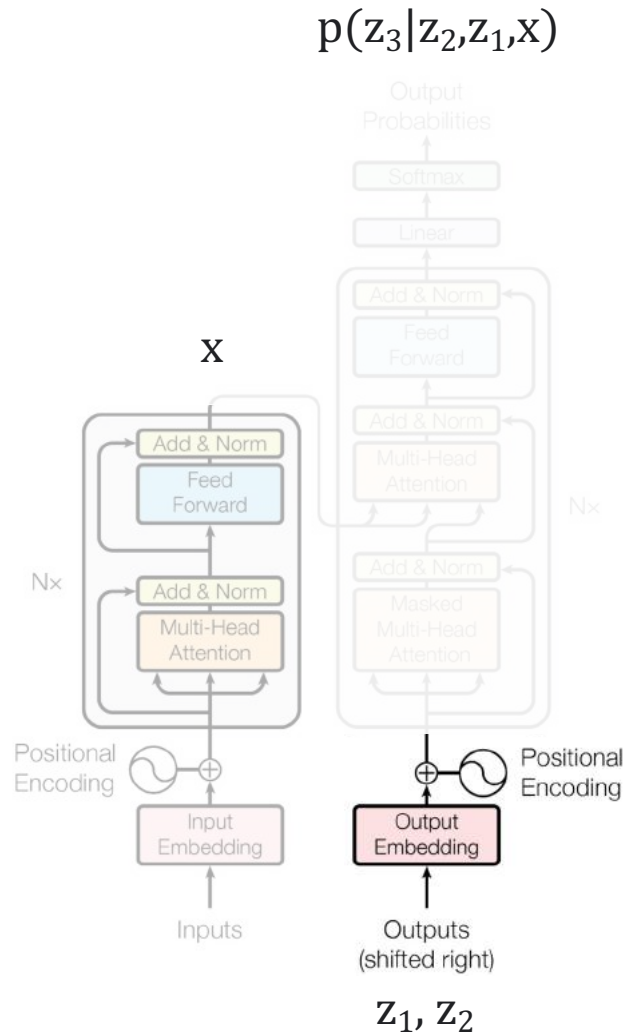 p(z₃|z₂,z₁,x)
Output
Probabilities
Softmax
Linear
Add & Norm
Feed
Forward
Add & Norm
Multi-Head
Attention
Nx
Add & Norm
Masked
Multi-Head
Attention
x
Add & Norm
Feed
Forward
Nx
Add & Norm
Multi-Head
Attention
Positional
Encoding
Input
Embedding
Inputs
Positional
Encoding
Output
Embedding
Outputs
(shifted right)
z₁, z₂